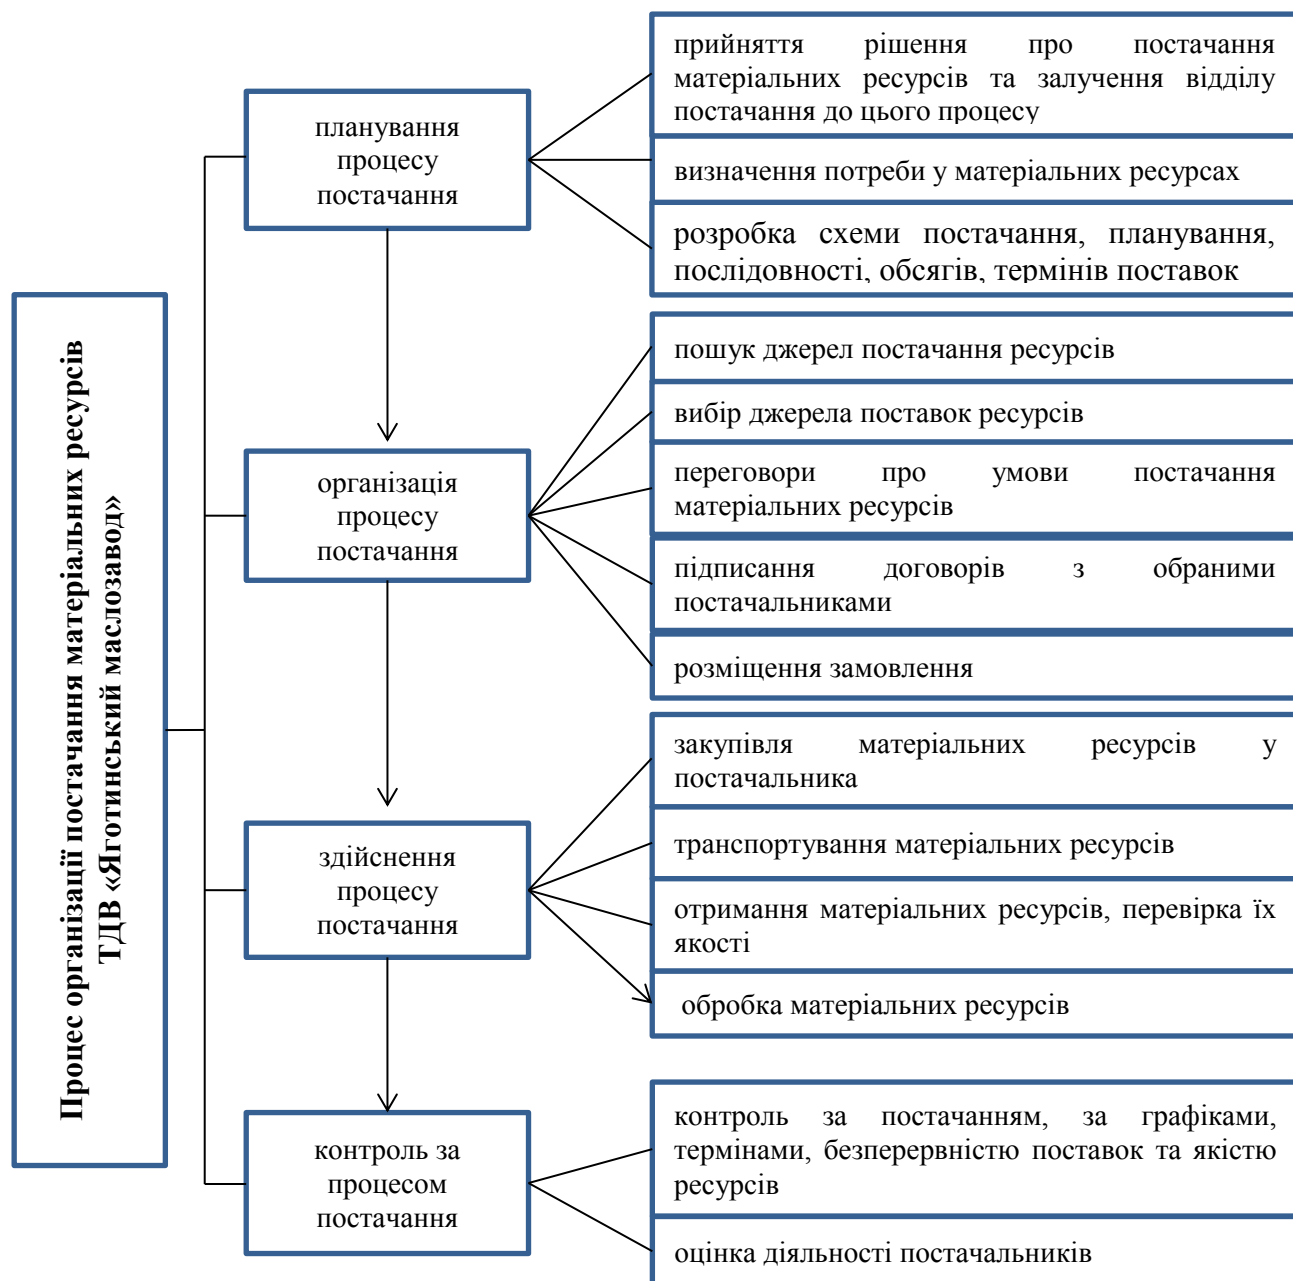 Процес організації постачання матеріальних ресурсів
ТДВ «Яготинський маслозавод»
планування
процесу
постачання
прийняття рішення про постачання
матеріальних ресурсів та залучення відділу
постачання до цього процесу
визначення потреби у матеріальних ресурсах
розробка схеми постачання, планування,
послідовності, обсягів, термінів поставок
організація
процесу
постачання
пошук джерел постачання ресурсів
вибір джерела поставок ресурсів
переговори про умови постачання
матеріальних ресурсів
підписання договорів з обраними
постачальниками
розміщення замовлення
здійснення
процесу
постачання
закупівля матеріальних ресурсів у
постачальника
транспортування матеріальних ресурсів
отримання матеріальних ресурсів, перевірка їх
якості
обробка матеріальних ресурсів
контроль за
процесом
постачання
контроль за постачанням, за графіками,
термінами, безперервністю поставок та якістю
ресурсів
оцінка діяльності постачальників